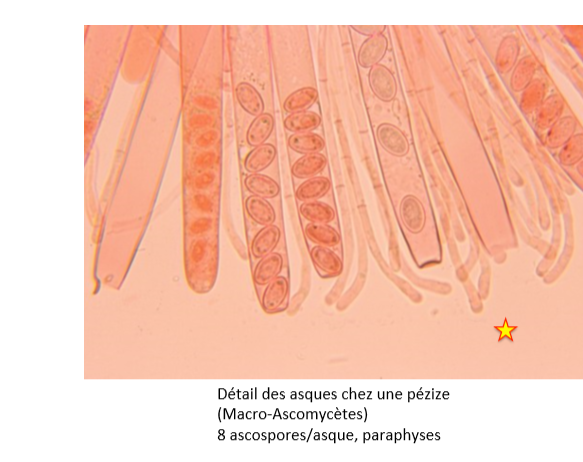 Détail des asques chez une pézize
(Macro-Ascomycètes)
8 ascospores/asque, paraphyses